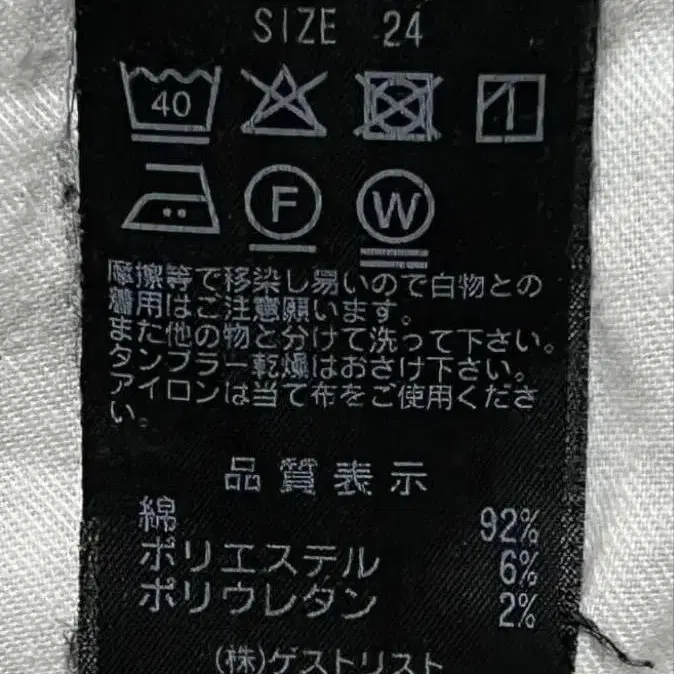 SIZE 24
40
F W
摩擦等で移染し易いので白物との
着用はご注意願います。
また他の物と分けて洗って下さい。
タンブラー乾燥はおさけ下さい。
アイロンは当て布をご使用くださ
い。
品質表示
綿 92%
ポリエステル 6%
ポリウレタン 2%
(株)ゲストリスト